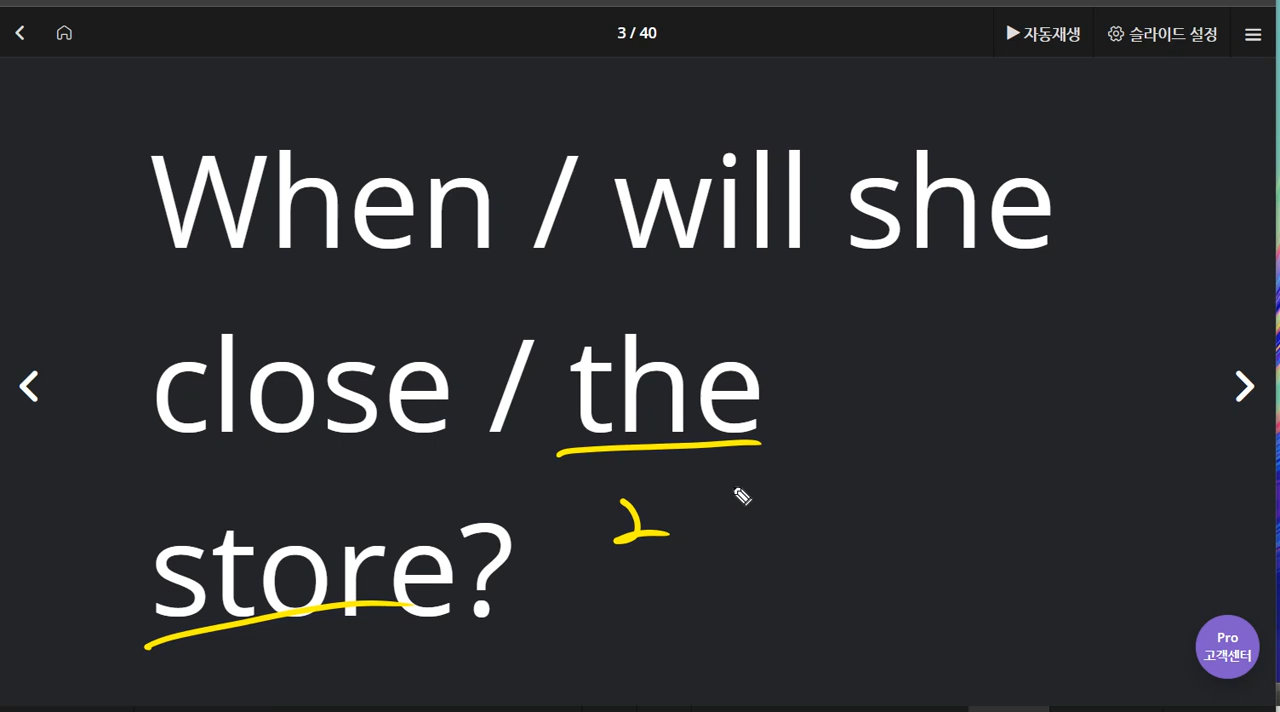 3 / 40
▶ 자동재생
슬라이드 설정
When / will she
close / the
2
store?
Pro
고객센터